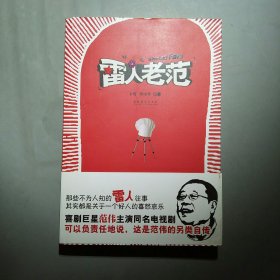 雷人老范
那些不为人知的雷人往事
其实都是关于一个好人的喜怒哀乐
喜剧巨星范伟主演同名电视剧
可以负责任地说，这是范伟的另类自传